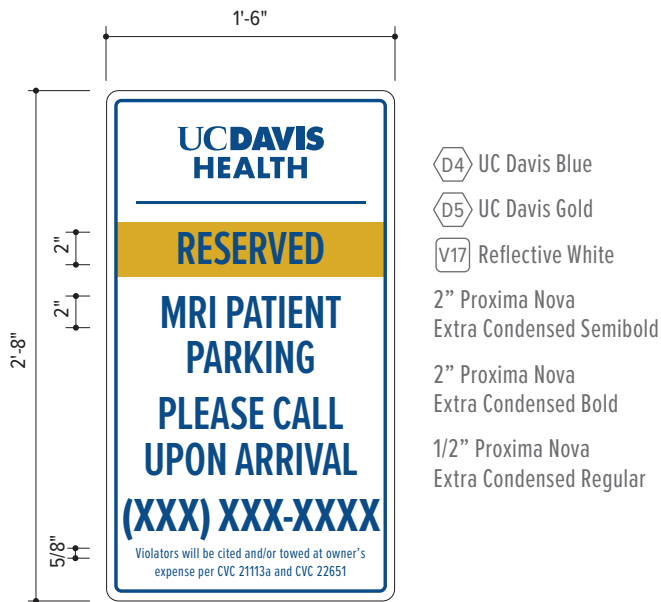 1'-6"
UCDAVIS
HEALTH
RESERVED
MRI PATIENT
PARKING
PLEASE CALL
UPON ARRIVAL
(XXX) XXX-XXXX
Violators will be cited and/or towed at owner's
expense per CVC 21113a and CVC 22651
2'-8"
2"
2"
5/8"
D4 UC Davis Blue
D5 UC Davis Gold
V17 Reflective White
2” Proxima Nova
Extra Condensed Semibold
2” Proxima Nova
Extra Condensed Bold
1/2” Proxima Nova
Extra Condensed Regular